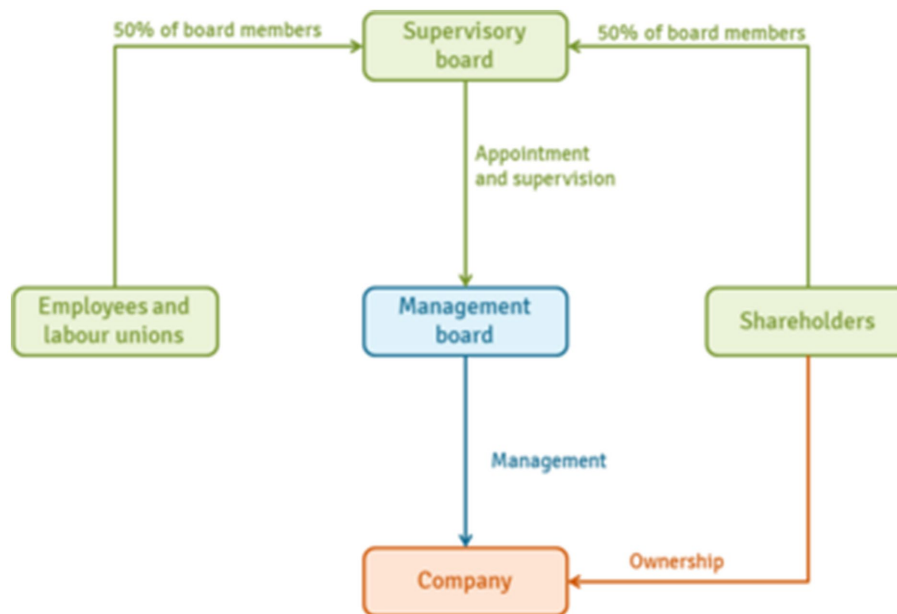 50% of board members
Supervisory
board
50% of board members
Appointment
and supervision
Employees and
labour unions
Management
board
Shareholders
Management
Company
Ownership